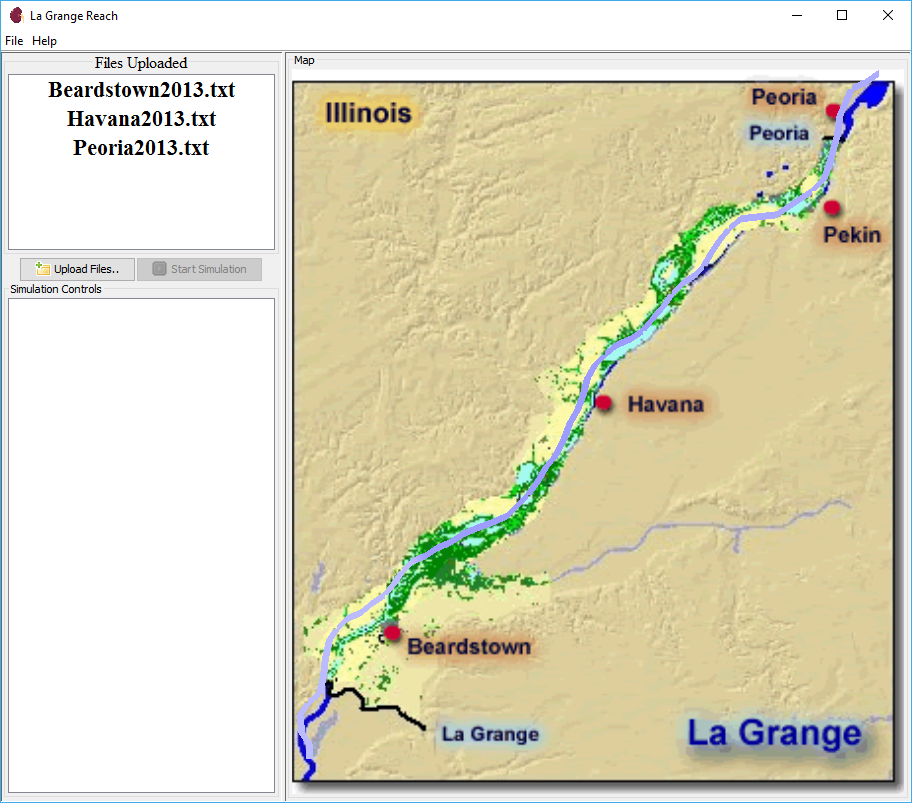 La Grange Reach
File Help
Files Uploaded
Beardstown2013.txt
Havana2013.txt
Peoria2013.txt
Upload Files..
Start Simulation
Simulation Controls
Map
Illinois
Peoria
Peoria
Pekin
Havana
Beardstown
La Grange
La Grange